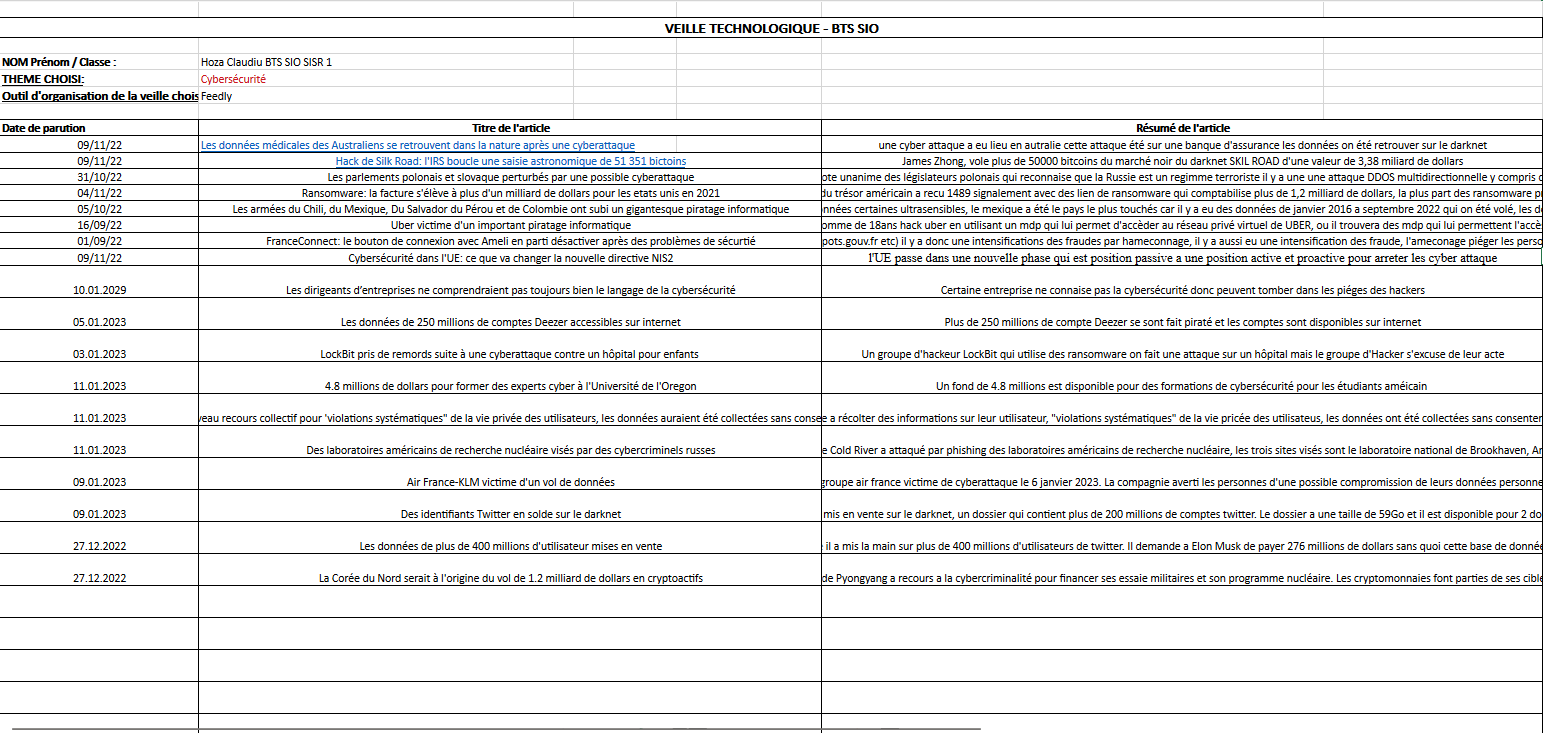 VEILLE TECHNOLOGIQUE - BTS SIO
NOM Prénom / Classe : Hoza Claudiu BTS SIO SISR 1
THEME CHOISI: Cybersécurité
Outil d'organisation de la veille chois Feedly
Date de parution Titre de l'article Résumé de l'article
09/11/22 Les données médicales des Australiens se retrouvent dans la nature après une cyberattaque une cyber attaque a eu lieu en autralie cette attaque été sur une banque d'assurance les données on été retrouver sur le darknet
09/11/22 Hack de Silk Road: l'IRS boucle une saisie astronomique de 51 351 bictoins James Zhong, vole plus de 50000 bitcoins du marché noir du darknet SKIL ROAD d'une valeur de 3,38 miliard de dollars
31/10/22 Les parlements polonais et slovaque perturbés par une possible cyberattaque ote unanime des législateurs polonais qui reconnaise que la Russie est un regimme terroriste il y a une une attaque DDOS multidirectionnelle y compris
04/11/22 Ransomware: la facture s'élève à plus d'un milliard de dollars pour les etats unis en 2021 du trésor américain a recu 1489 signalement avec des lien de ransomware qui comptabilise plus de 1,2 milliard de dollars, la plus part des ransomware
05/10/22 Les armées du Chili, du Mexique, Du Salvador du Pérou et de Colombie ont subi un gigantesque piratage informatique nnées certaines ultrasensibles, le mexique a été le pays le plus touchés car il y a eu des données de janvier 2016 a septembre 2022 qui on été volé, les
16/09/22 Uber victime d'un important piratage informatique omme de 18ans hack uber en utilisant un mdp qui lui permet d'accèder au réseau privé virtuel de UBER, ou il trouvera des mdp qui lui permettent l'accè
01/09/22 FranceConnect: le bouton de connexion avec Ameli en parti désactiver après des problèmes de sécurtié pots.gouv.fr etc) il y a donc une intensifications des fraudes par hameconnage, il y a aussi eu une intensification des fraude, l'ameconage piéger les perso
09/11/22 Cybersécurité dans l'UE: ce que va changer la nouvelle directive NIS2 l'UE passe dans une nouvelle phase qui est position passive a une position active et proactive pour arreter les cyber attaque
10.01.2029 Les dirigeants d’entreprises ne comprendraient pas toujours bien le langage de la cybersécurité Certaine entreprise ne connaise pas la cybersécurité donc peuvent tomber dans les piéges des hackers
05.01.2023 Les données de 250 millions de comptes Deezer accessibles sur internet Plus de 250 millions de compte Deezer se sont fait piraté et les comptes sont disponibles sur internet
03.01.2023 LockBit pris de remords suite à une cyberattaque contre un hôpital pour enfants Un groupe d'hackeur LockBit qui utilise des ransomware on fait une attaque sur un hôpital mais le groupe d'Hacker s'excuse de leur acte
11.01.2023 4.8 millions de dollars pour former des experts cyber à l'Université de l'Oregon Un fond de 4.8 millions est disponible pour des formations de cybersécurité pour les étudiants améicain
11.01.2023 veau recours collectif pour 'violations systématiques" de la vie privée des utilisateurs, les données auraient été collectées sans conse e a récolter des informations sur leur utilisateur, "violations systématiques" de la vie pricée des utilisateurs, les données ont été collectées sans consenter
11.01.2023 Des laboratoires américains de recherche nucléaire visés par des cybercriminels russes e Cold River a attaqué par phishing des laboratoires américains de recherche nucléaire, les trois sites visés sont le laboratoire national de Brookhaven, Ar
09.01.2023 Air France-KLM victime d'un vol de données groupe air france victime de cyberattaque le 6 janvier 2023. La compagnie averti les personnes d'une possible compromission de leurs données personne
09.01.2023 Des identifiants Twitter en solde sur le darknet mis en vente sur le darknet, un dossier qui contient plus de 200 millions de comptes twitter. Le dossier a une taille de 59Go et il est disponible pour 2 do
27.12.2022 Les données de plus de 400 millions d'utilisateur mises en vente il a mis la main sur plus de 400 millions d'utilisateurs de twitter. Il demande a Elon Musk de payer 276 millions de dollars sans quoi cette base de donnée
27.12.2022 La Corée du Nord serait à l'origine du vol de 1.2 milliard de dollars en cryptoactifs de Pyongyang a recours a la cybercriminalité pour financer ses essaie militaires et son programme nucléaire. Les cryptomonnaies font parties de ses cible